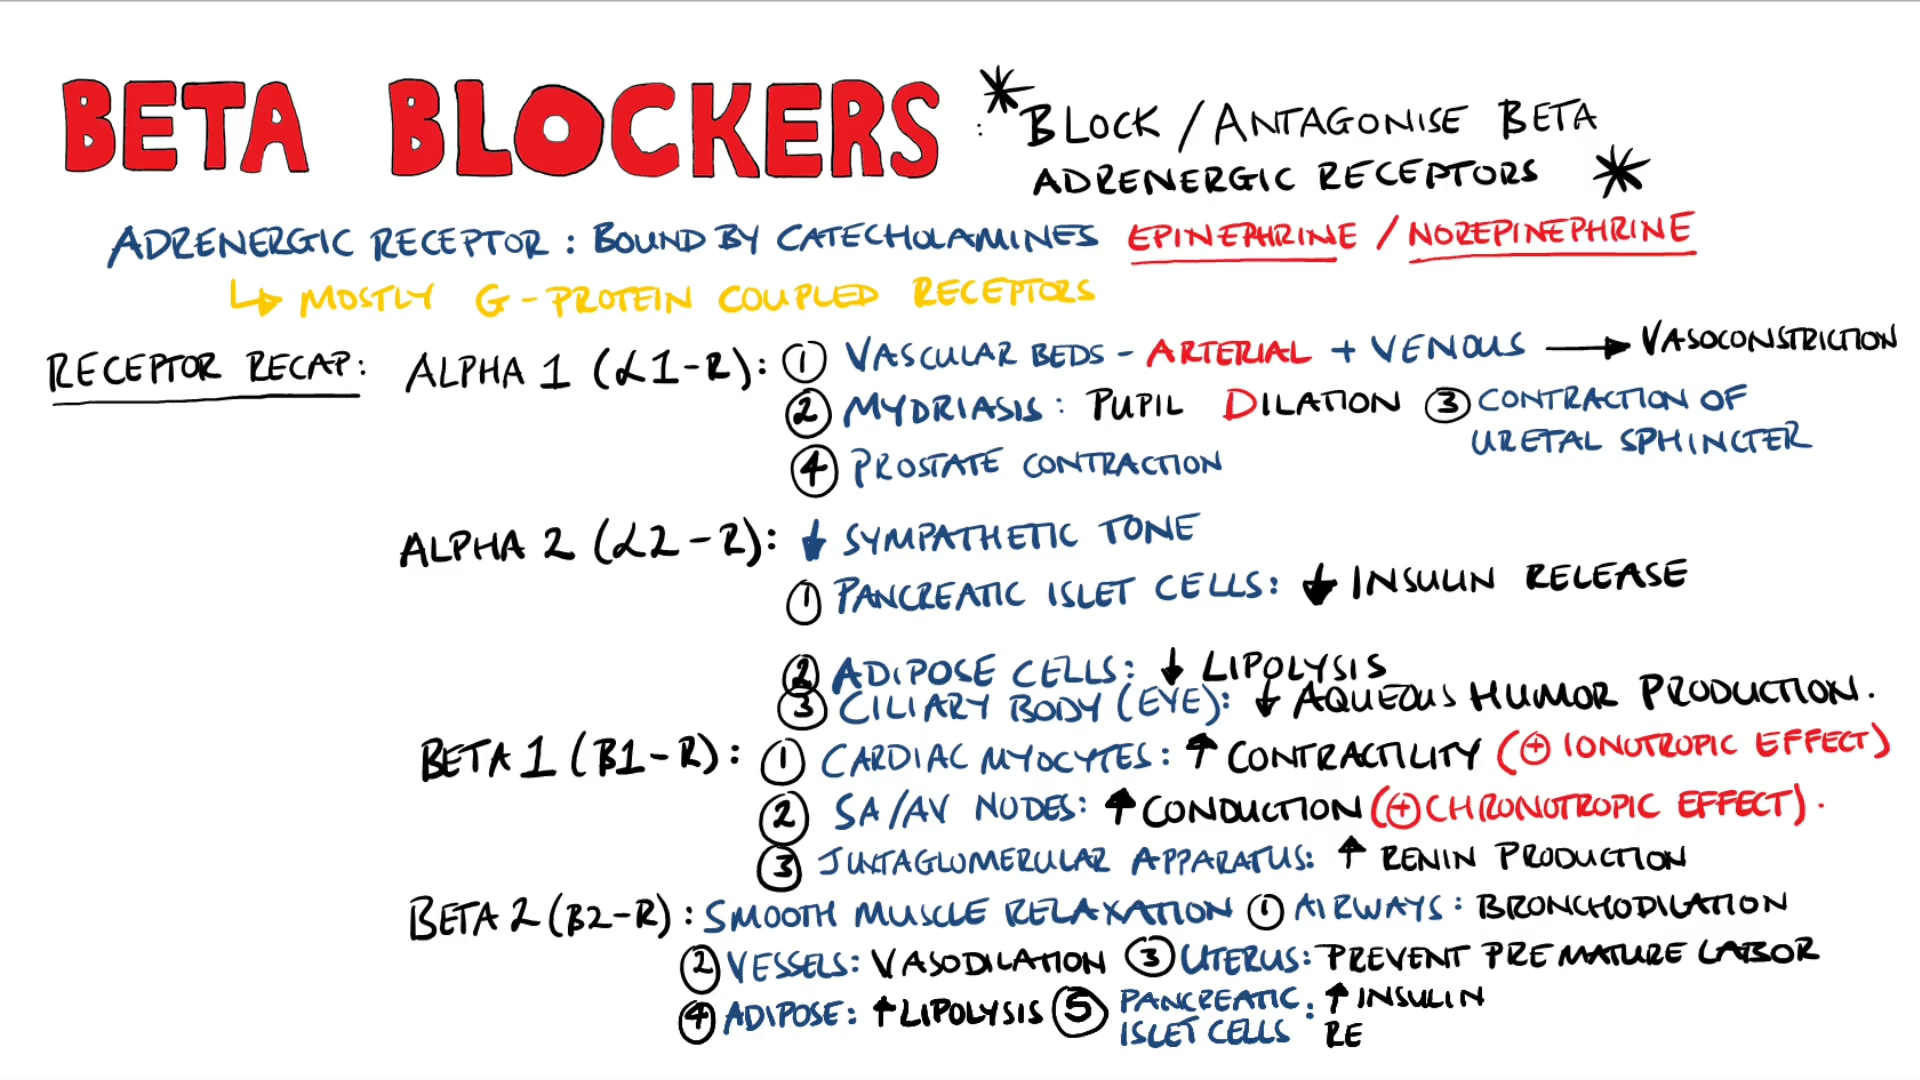 BETA BLOCKERS : * BLOCK / ANTAGONISE BETA
ADRENERGIC RECEPTORS *
ADRENERGIC RECEPTOR : BOUND BY CATECHOLAMINES EPINEPHRINE / NOREPINEPHRINE
↳ MOSTLY G-PROTEIN COUPLED RECEPTORS
RECEPTOR RECAP: ALPHA 1 (α1-R): ① VASCULAR BEDS - ARTERIAL + VENOUS → VASOCONSTRICTION
② MYDRIASIS: PUPIL DILATION ③ CONTRACTION OF
URETAL SPHINCTER
④ PROSTATE CONTRACTION
ALPHA 2 (α2-R): ↓ SYMPATHETIC TONE
① PANCREATIC ISLET CELLS: ↓ INSULIN RELEASE
② ADIPOSE CELLS: ↓ LIPOLYSIS
③ CILIARY BODY (EYE): ↓ AQUEOUS HUMOR PRODUCTION.
BETA 1 (B1-R): ① CARDIAC MYOCYTES: ↑ CONTRACTILITY (⊕ IONOTROPIC EFFECT)
② SA/AV NODES: ↑ CONDUCTION (⊕ CHRONOTROPIC EFFECT).
③ JUXTAGLOMERULAR APPARATUS: ↑ RENIN PRODUCTION
BETA 2 (B2-R): SMOOTH MUSCLE RELAXATION ① AIRWAYS: BRONCHODILATION
② VESSELS: VASODILATION ③ UTERUS: PREVENT PREMATURE LABOR
④ ADIPOSE: ↑ LIPOLYSIS ⑤ PANCREATIC : ↑ INSULIN
ISLET CELLS RE